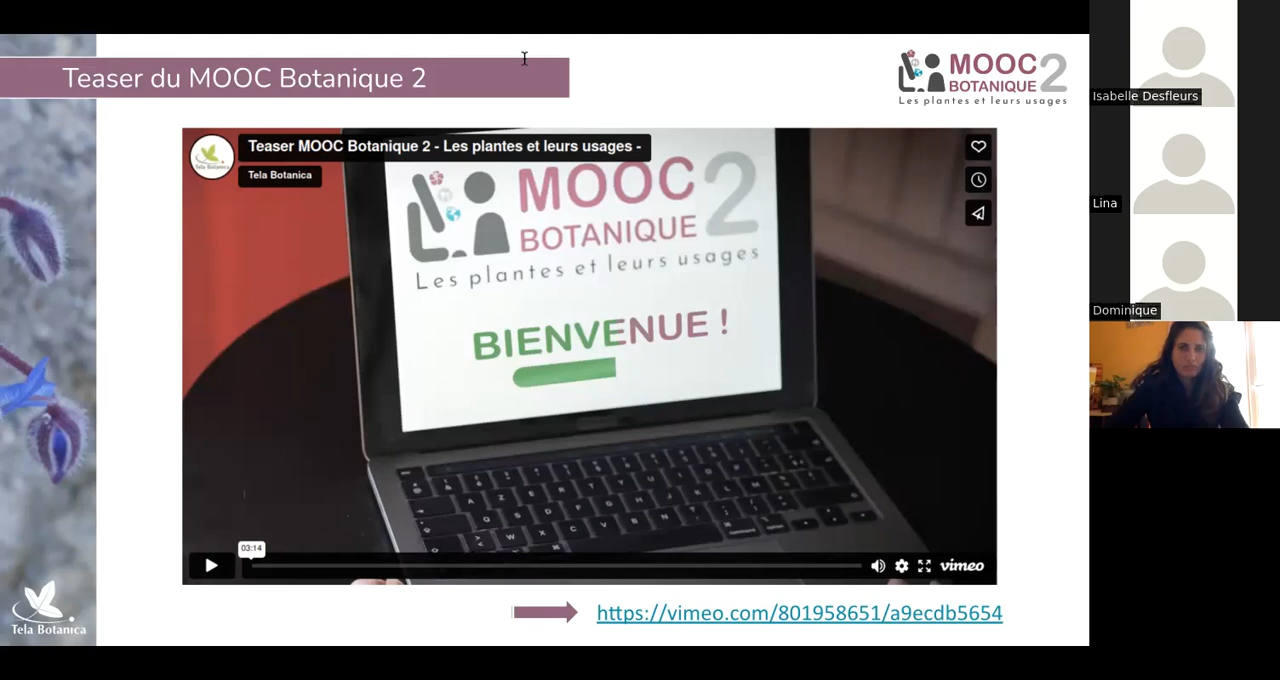 Teaser du MOOC Botanique 2
MOOC
BOTANIQUE 2
Les plantes et leurs usages
Isabelle Desfleurs
Lina
Dominique
Tela Botanica
Teaser MOOC Botanique 2 - Les plantes et leurs usages -
Tela Botanica
MOOC
BOTANIQUE 2
Les plantes et leurs usages
BIENVENUE !
03:14
vimeo
https://vimeo.com/801958651/a9ecdb5654
Tela Botanica